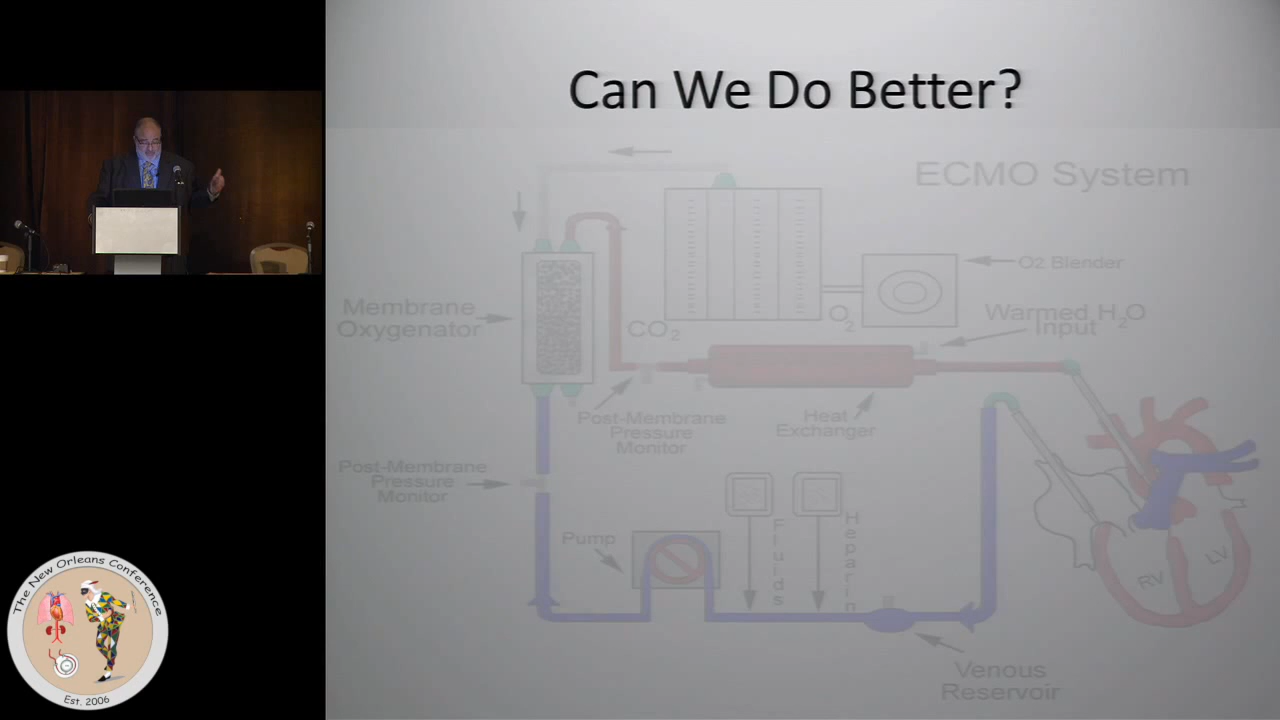 Can We Do Better?
ECMO System
O2 Blender
Membrane
Oxygenator
CO2
O2
Warmed H2O
Input
Post-Membrane
Pressure
Monitor
Heat
Exchanger
Post-Membrane
Pressure
Monitor
Pump
Fluids
Heparin
RV
LV
Venous
Reservoir
The New Orleans Conference
Est. 2006